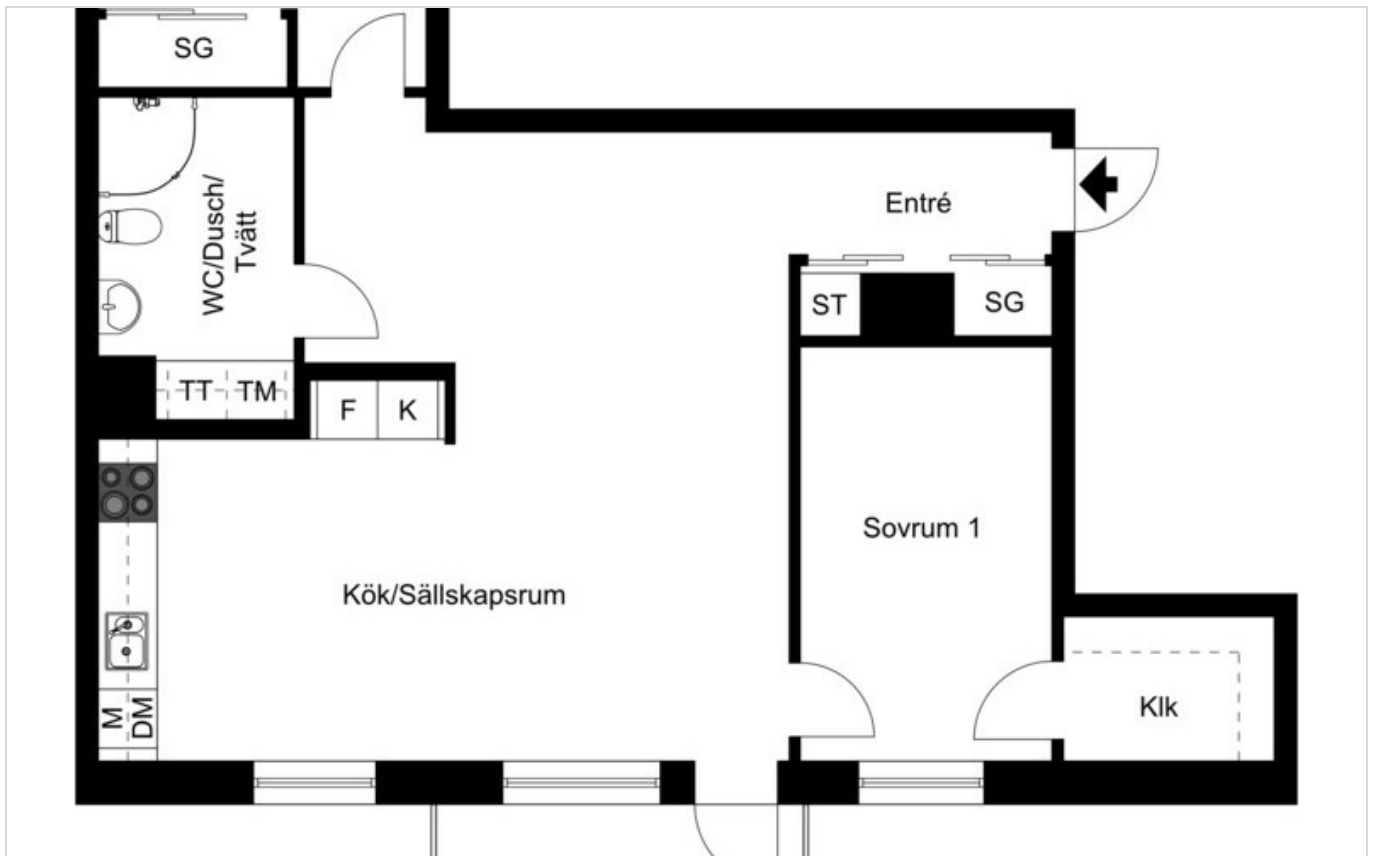 SG
WC/Dusch/
Tvätt
Entré
ST
SG
TT
TM
F
K
Sovrum 1
Kök/Sällskapsrum
M
DM
Klk